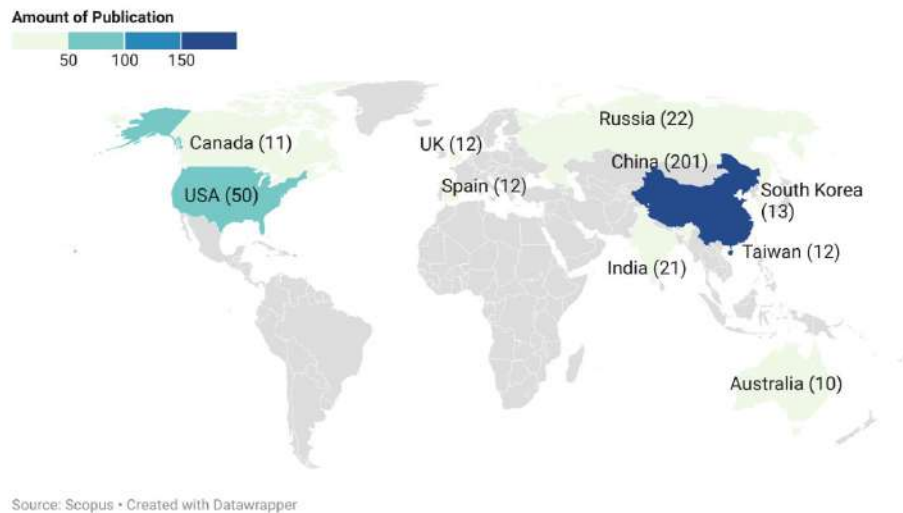 Amount of Publication
50 100 150
Russia (22)
Canada (11)
UK (12)
China (201)
Spain (12)
USA (50)
South Korea
(13)
Taiwan (12)
India (21)
Australia (10)
Source: Scopus • Created with Datawrapper